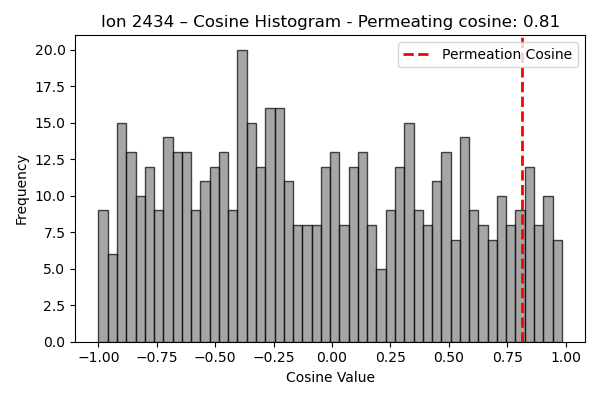 Ion 2434 – Cosine Histogram - Permeating cosine: 0.81
Permeation Cosine
20.0
17.5
15.0
12.5
10.0
7.5
5.0
2.5
0.0
Frequency
−1.00 −0.75 −0.50 −0.25 0.00 0.25 0.50 0.75 1.00
Cosine Value